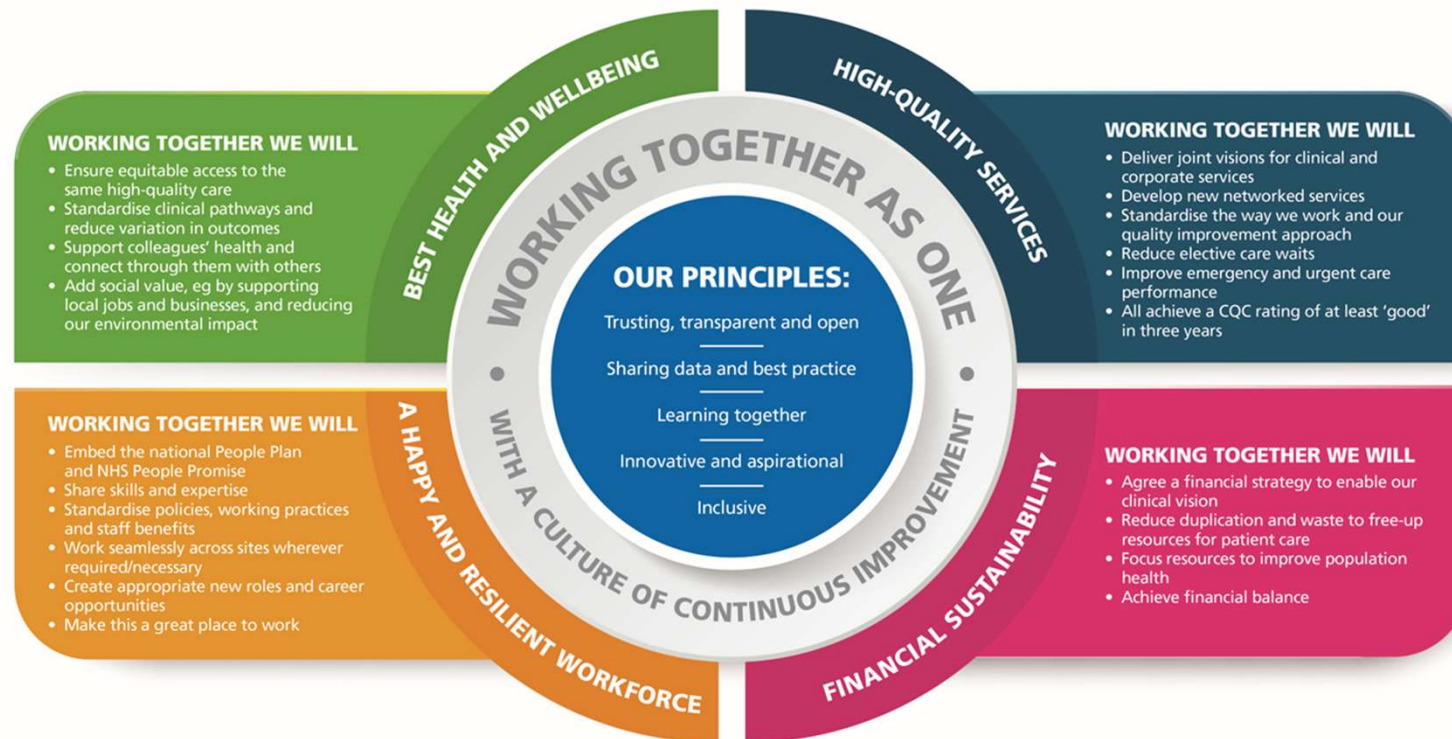 BEST HEALTH AND WELLBEING
WORKING TOGETHER WE WILL
• Ensure equitable access to the
same high-quality care
• Standardise clinical pathways and
reduce variation in outcomes
• Support colleagues' health and
connect through them with others
• Add social value, eg by supporting
local jobs and businesses, and reducing
our environmental impact
HIGH-QUALITY SERVICES
WORKING TOGETHER WE WILL
• Deliver joint visions for clinical and
corporate services
• Develop new networked services
• Standardise the way we work and our
quality improvement approach
• Reduce elective care waits
• Improve emergency and urgent care
performance
• All achieve a CQC rating of at least 'good'
in three years
WORKING TOGETHER AS ONE
• WITH A CULTURE OF CONTINUOUS IMPROVEMENT •
OUR PRINCIPLES:
Trusting, transparent and open
Sharing data and best practice
Learning together
Innovative and aspirational
Inclusive
A HAPPY AND RESILIENT WORKFORCE
WORKING TOGETHER WE WILL
• Embed the national People Plan
and NHS People Promise
• Share skills and expertise
• Standardise policies, working practices
and staff benefits
• Work seamlessly across sites wherever
required/necessary
• Create appropriate new roles and career
opportunities
• Make this a great place to work
FINANCIAL SUSTAINABILITY
WORKING TOGETHER WE WILL
• Agree a financial strategy to enable our
clinical vision
• Reduce duplication and waste to free-up
resources for patient care
• Focus resources to improve population
health
• Achieve financial balance